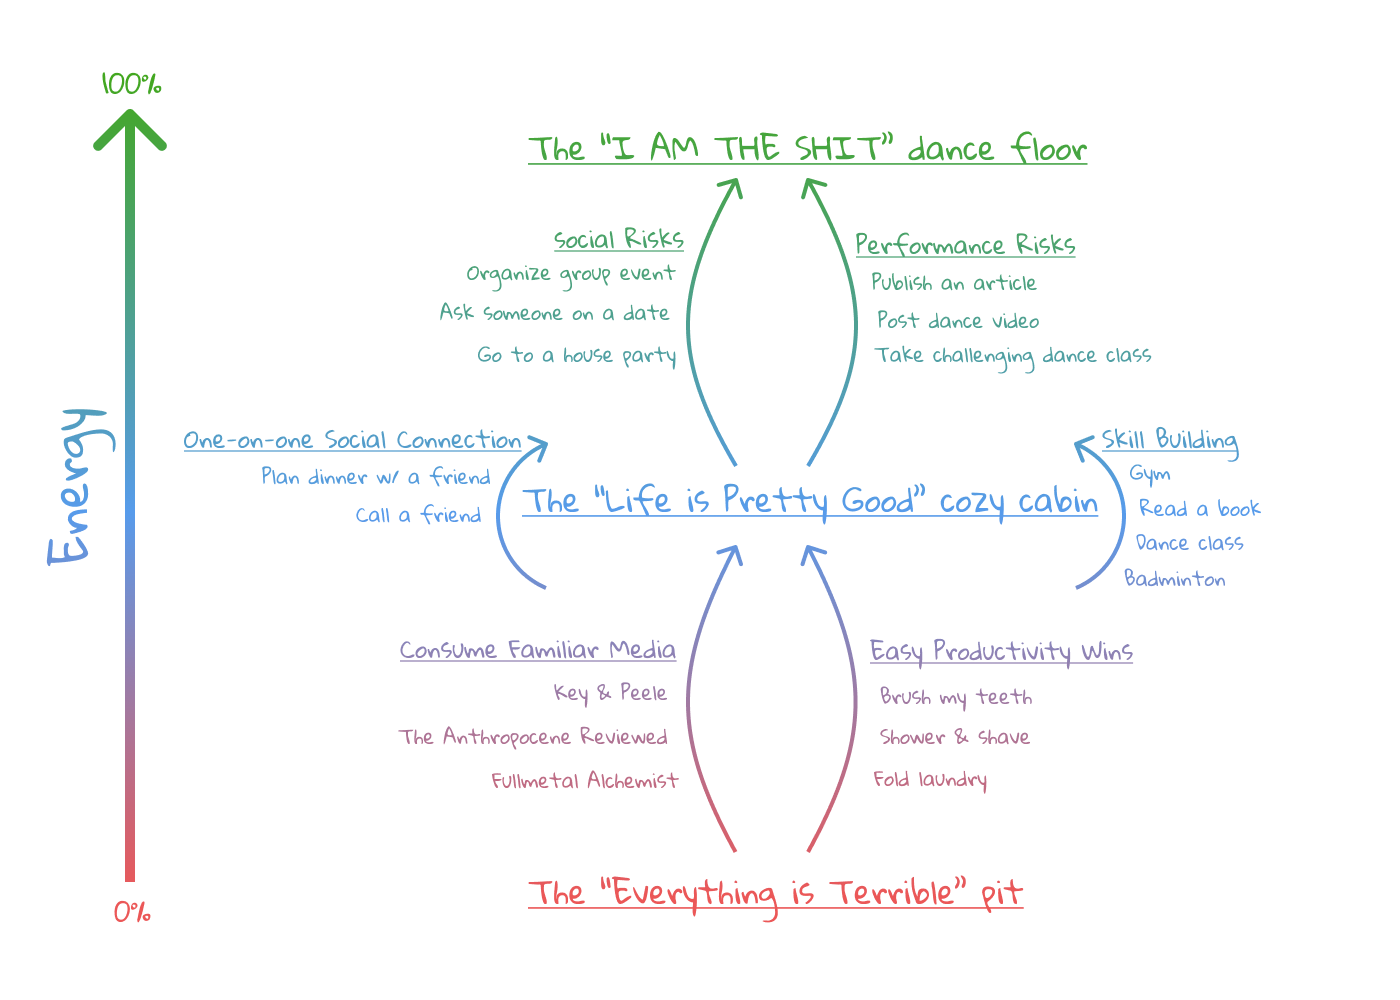 100%
The "I AM THE SHIT" dance floor
Social Risks
Organize group event
Ask someone on a date
Go to a house party
Performance Risks
Publish an article
Post dance video
Take challenging dance class
Energy
One-on-one Social Connection
Plan dinner w/ a friend
Call a friend
The "Life is Pretty Good" cozy cabin
Skill Building
Gym
Read a book
Dance class
Badminton
Consume Familiar Media
Key & Peele
The Anthropocene Reviewed
Fullmetal Alchemist
Easy Productivity Wins
Brush my teeth
Shower & shave
Fold laundry
The "Everything is Terrible" pit
0%